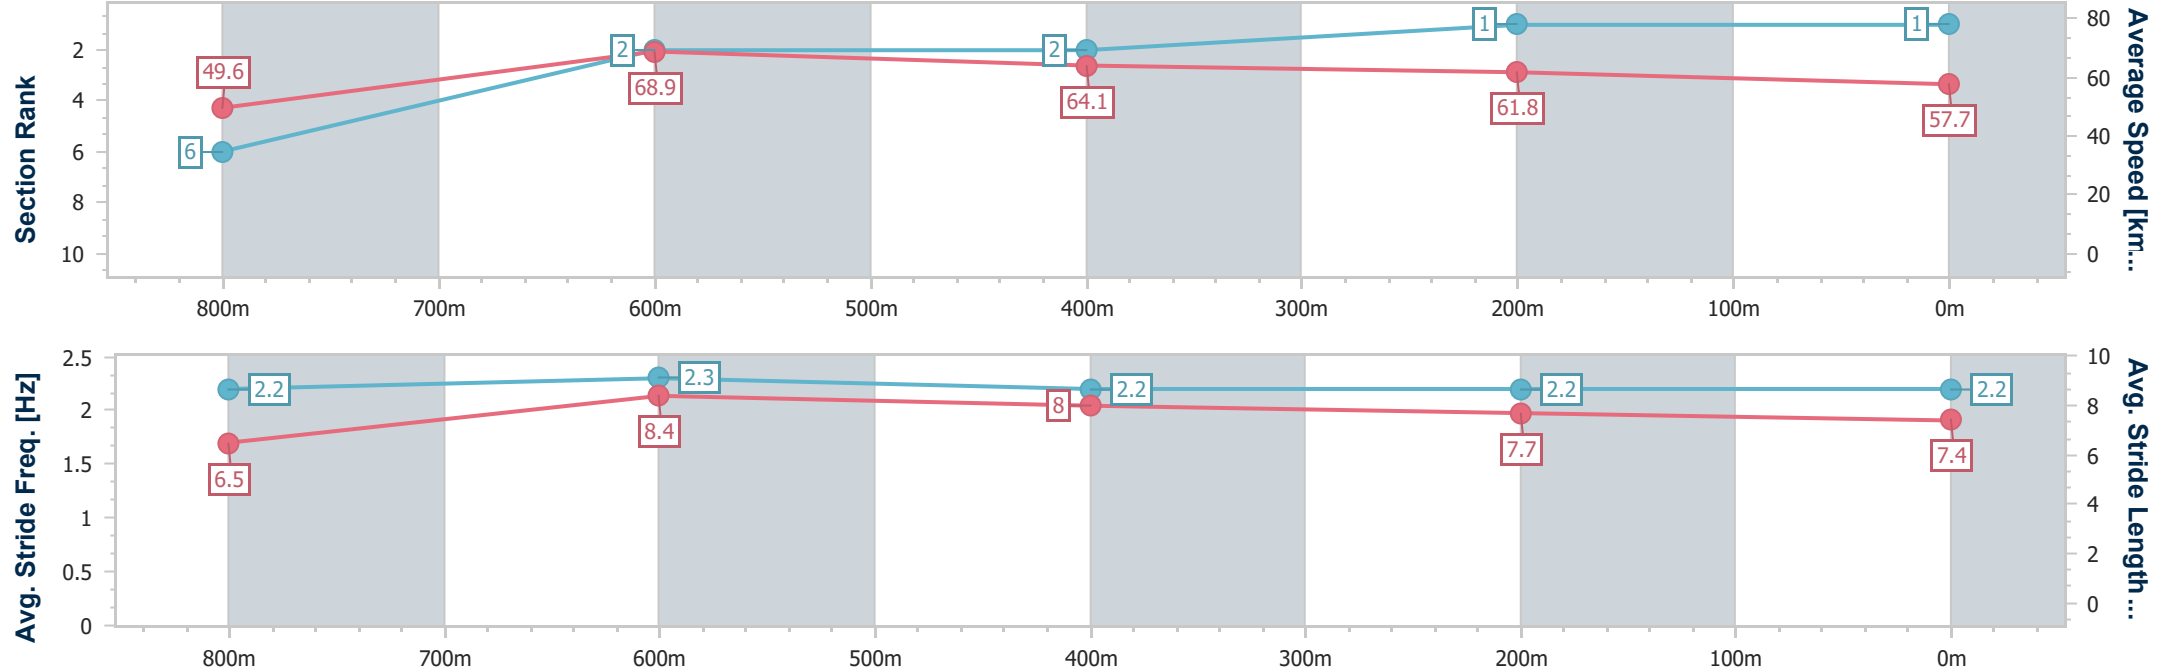 Section Rank
2
4
6
8
10
49.6
6
2
68.9
2
64.1
1
61.8
1
57.7
80
60
40
20
0
Average Speed [km...
800m
700m
600m
500m
400m
300m
200m
100m
0m
Avg. Stride Freq. [Hz]
2.5
2
1.5
1
0.5
0
2.2
6.5
2.3
8.4
8
2.2
2.2
7.7
2.2
7.4
10
8
6
4
2
0
Avg. Stride Length ...
800m
700m
600m
500m
400m
300m
200m
100m
0m